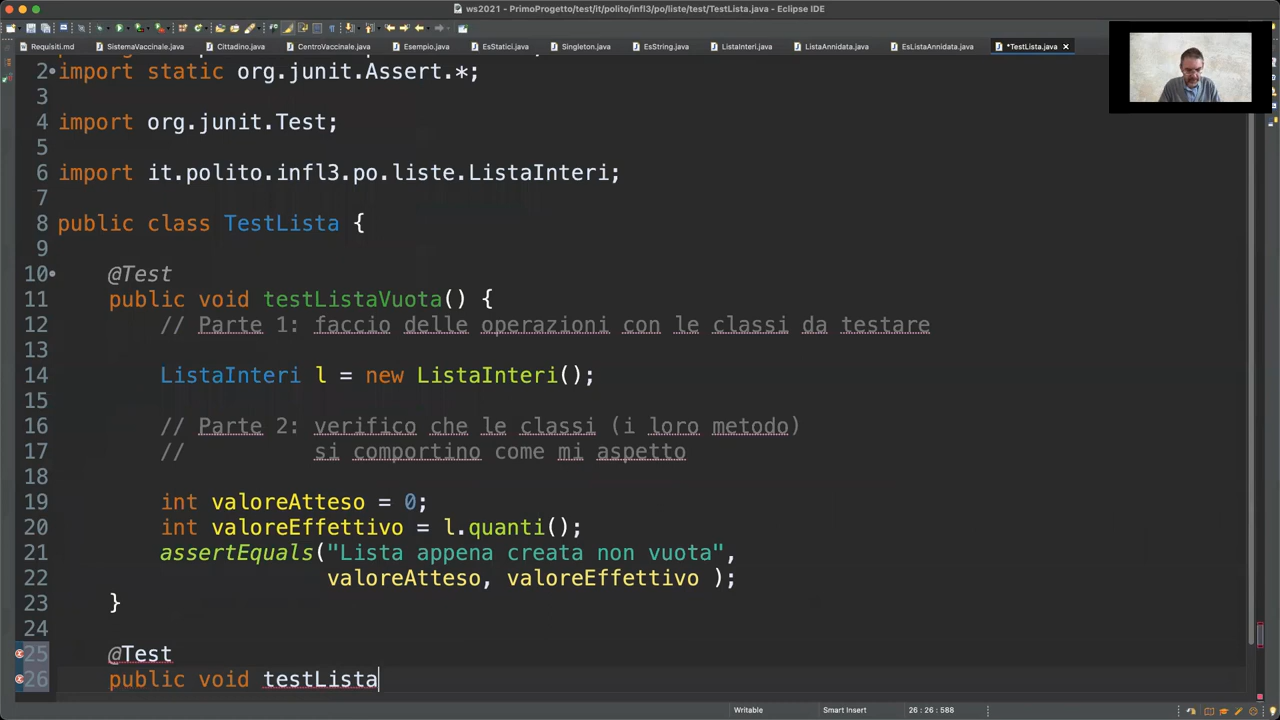 ws2021 - PrimoProgetto/test/it/polito/infl3/po/liste/test/TestLista.java - Eclipse IDE
Requisiti.md SistemaVaccinale.java Cittadino.java CentroVaccinale.java Esempio.java EsStatici.java Singleton.java EsString.java ListaInteri.java ListaAnnidata.java EsListaAnnidata.java *TestLista.java
2 import static org.junit.Assert.*;
3
4 import org.junit.Test;
5
6 import it.polito.infl3.po.liste.ListaInteri;
7
8 public class TestLista {
9
10 @Test
11 public void testListaVuota() {
12 // Parte 1: faccio delle operazioni con le classi da testare
13
14 ListaInteri l = new ListaInteri();
15
16 // Parte 2: verifico che le classi (i loro metodo)
17 // si comportino come mi aspetto
18
19 int valoreAtteso = 0;
20 int valoreEffettivo = l.quanti();
21 assertEquals("Lista appena creata non vuota",
22 valoreAtteso, valoreEffettivo );
23 }
24
25 @Test
26 public void testLista
Writable Smart Insert 26 : 26 : 588